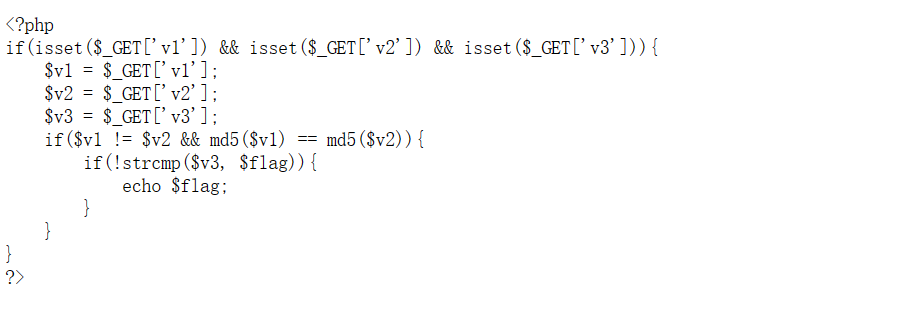 <?php
if(isset($_GET['v1']) && isset($_GET['v2']) && isset($_GET['v3'])){
    $v1 = $_GET['v1'];
    $v2 = $_GET['v2'];
    $v3 = $_GET['v3'];
    if($v1 != $v2 && md5($v1) == md5($v2)){
        if(!strcmp($v3, $flag)){
            echo $flag;
        }
    }
}
?>